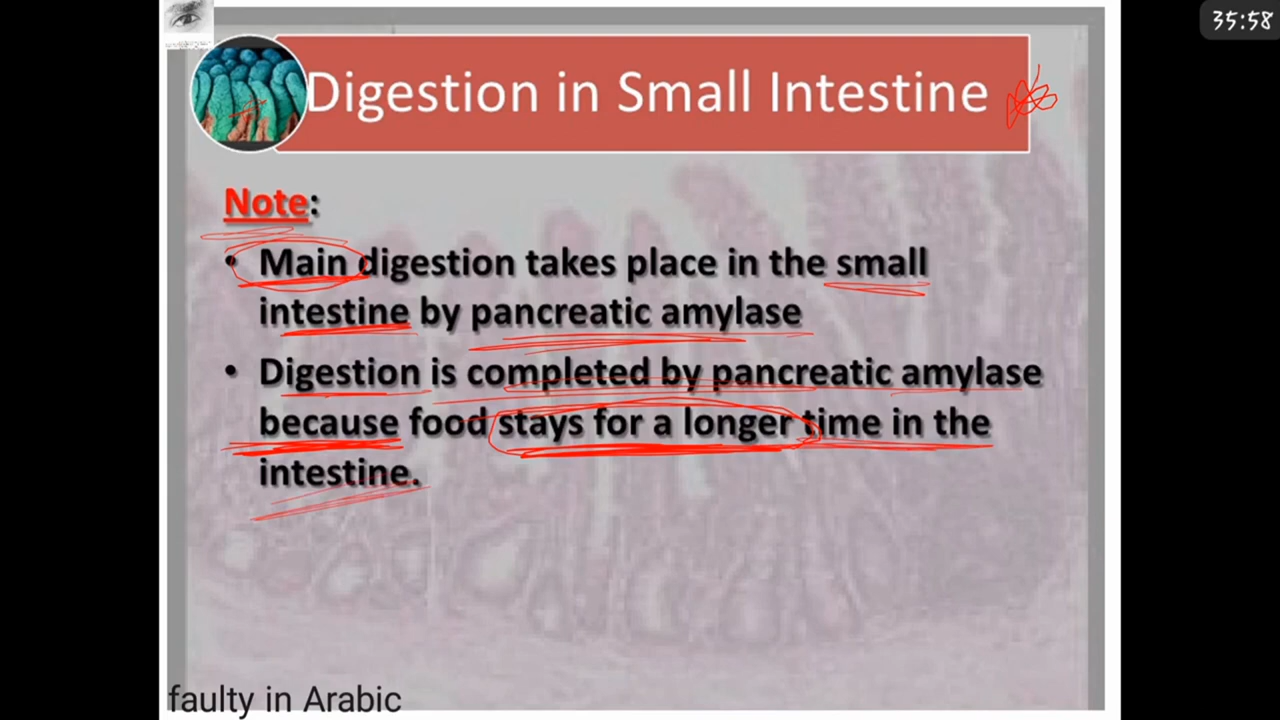 35:58
Digestion in Small Intestine
Note:
• Main digestion takes place in the small
intestine by pancreatic amylase
• Digestion is completed by pancreatic amylase
because food stays for a longer time in the
intestine.
faulty in Arabic